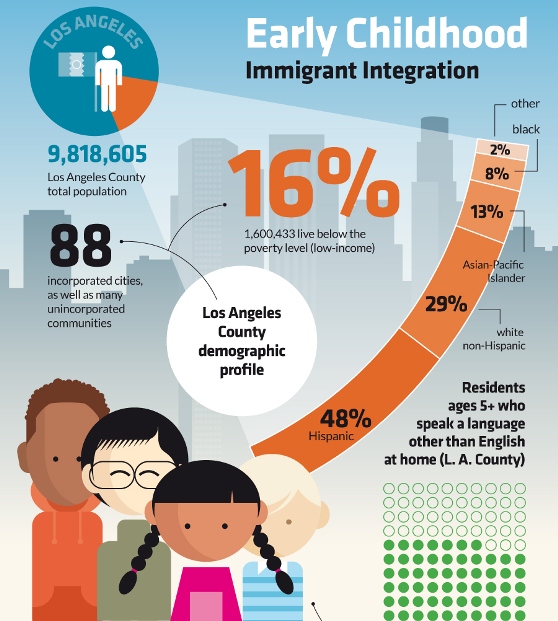 LOS ANGELES
Early Childhood
Immigrant Integration
9,818,605
Los Angeles County
total population
88
incorporated cities,
as well as many
unincorporated
communities
16%
1,600,433 live below the
poverty level (low-income)
Los Angeles
County
demographic
profile
other
black
2%
8%
13%
Asian-Pacific
Islander
29%
white
non-Hispanic
48%
Hispanic
Residents
ages 5+ who
speak a language
other than English
at home (L. A. County)